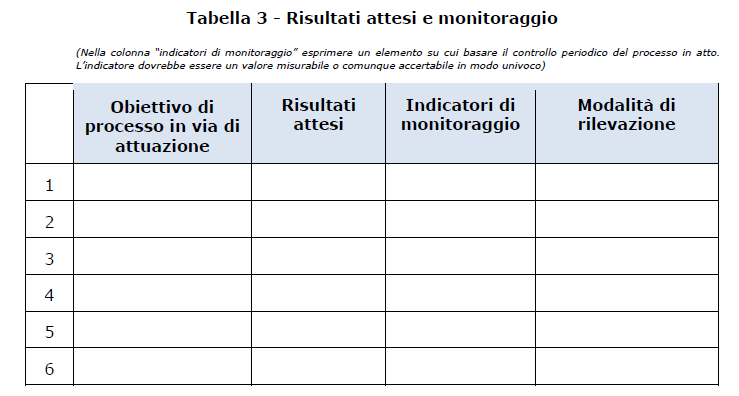 Tabella 3 - Risultati attesi e monitoraggio
(Nella colonna "indicatori di monitoraggio" esprimere un elemento su cui basare il controllo periodico del processo in atto.
L'indicatore dovrebbe essere un valore misurabile o comunque accertabile in modo univoco)
Obiettivo di
processo in via di
attuazione
Risultati
attesi
Indicatori di
monitoraggio
Modalità di
rilevazione
1
2
3
4
5
6